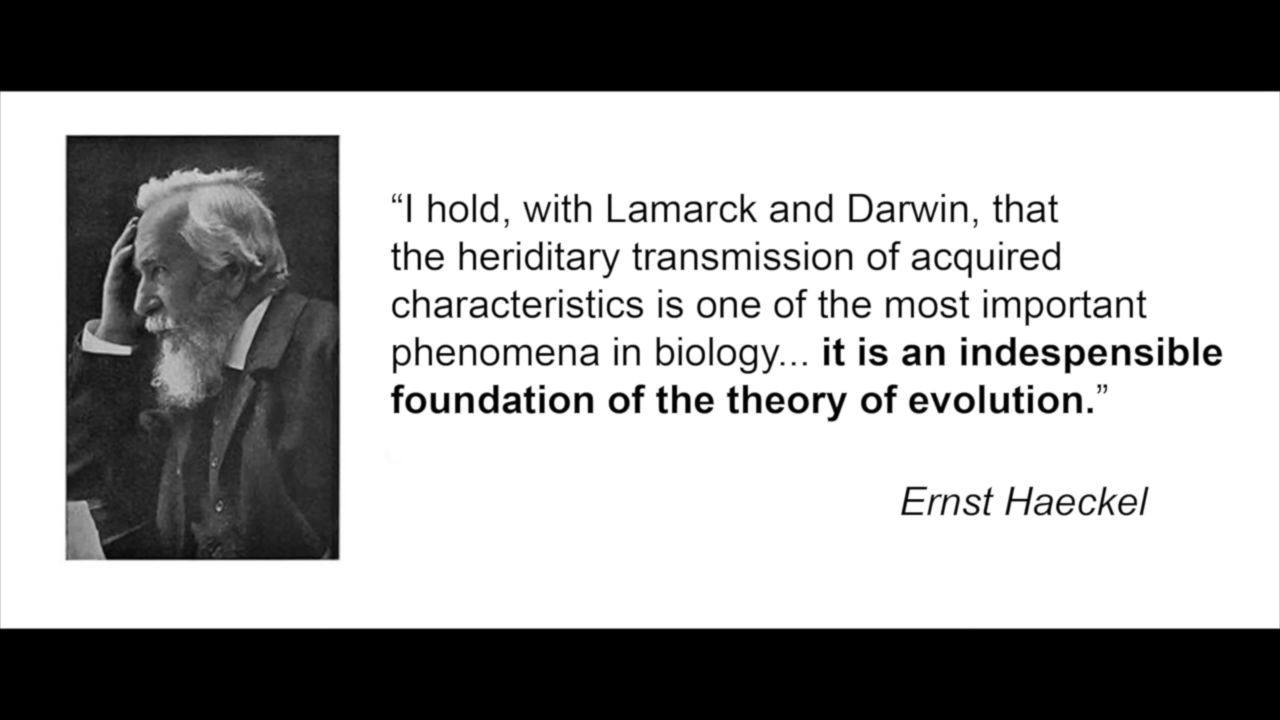 “I hold, with Lamarck and Darwin, that
the heriditary transmission of acquired
characteristics is one of the most important
phenomena in biology... it is an indespensible
foundation of the theory of evolution.”
Ernst Haeckel